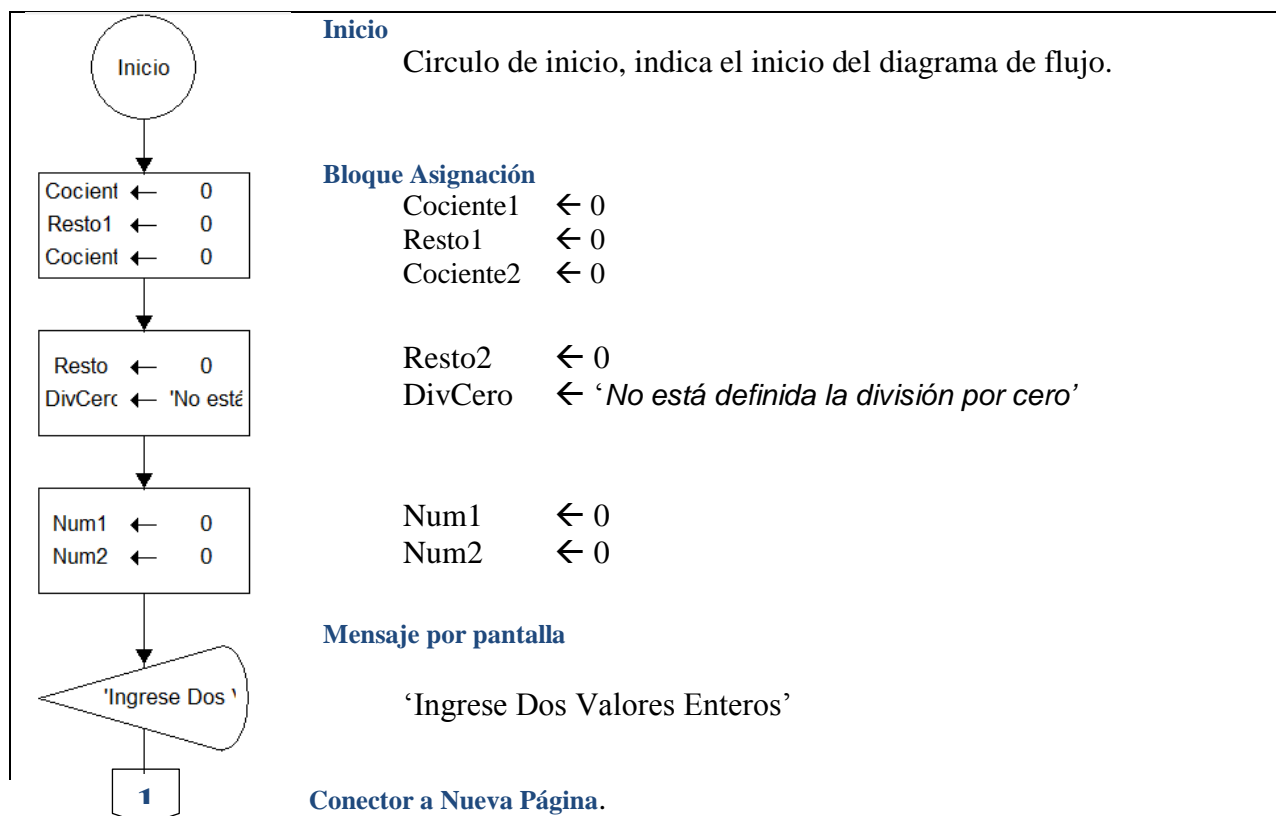 Inicio
Inicio
Circulo de inicio, indica el inicio del diagrama de flujo.
Bloque Asignación
Cocient ← 0
Resto1 ← 0
Cocient ← 0
Cociente1 ← 0
Resto1 ← 0
Cociente2 ← 0
Resto ← 0
DivCerc ← 'No está
Resto2 ← 0
DivCero ← ‘No está definida la división por cero’
Num1 ← 0
Num2 ← 0
Num1 ← 0
Num2 ← 0
Mensaje por pantalla
'Ingrese Dos \
‘Ingrese Dos Valores Enteros’
1
Conector a Nueva Página.